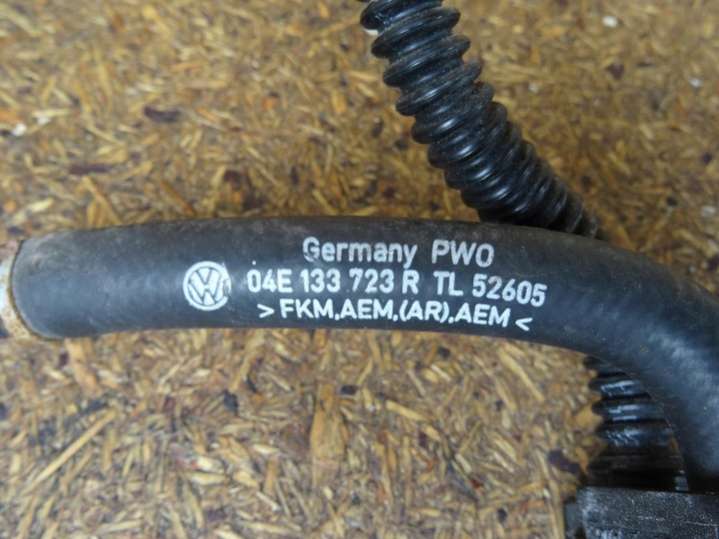 Germany PWO
04E 133 723 R TL 52605
>FKM,AEM,(AR),AEM<